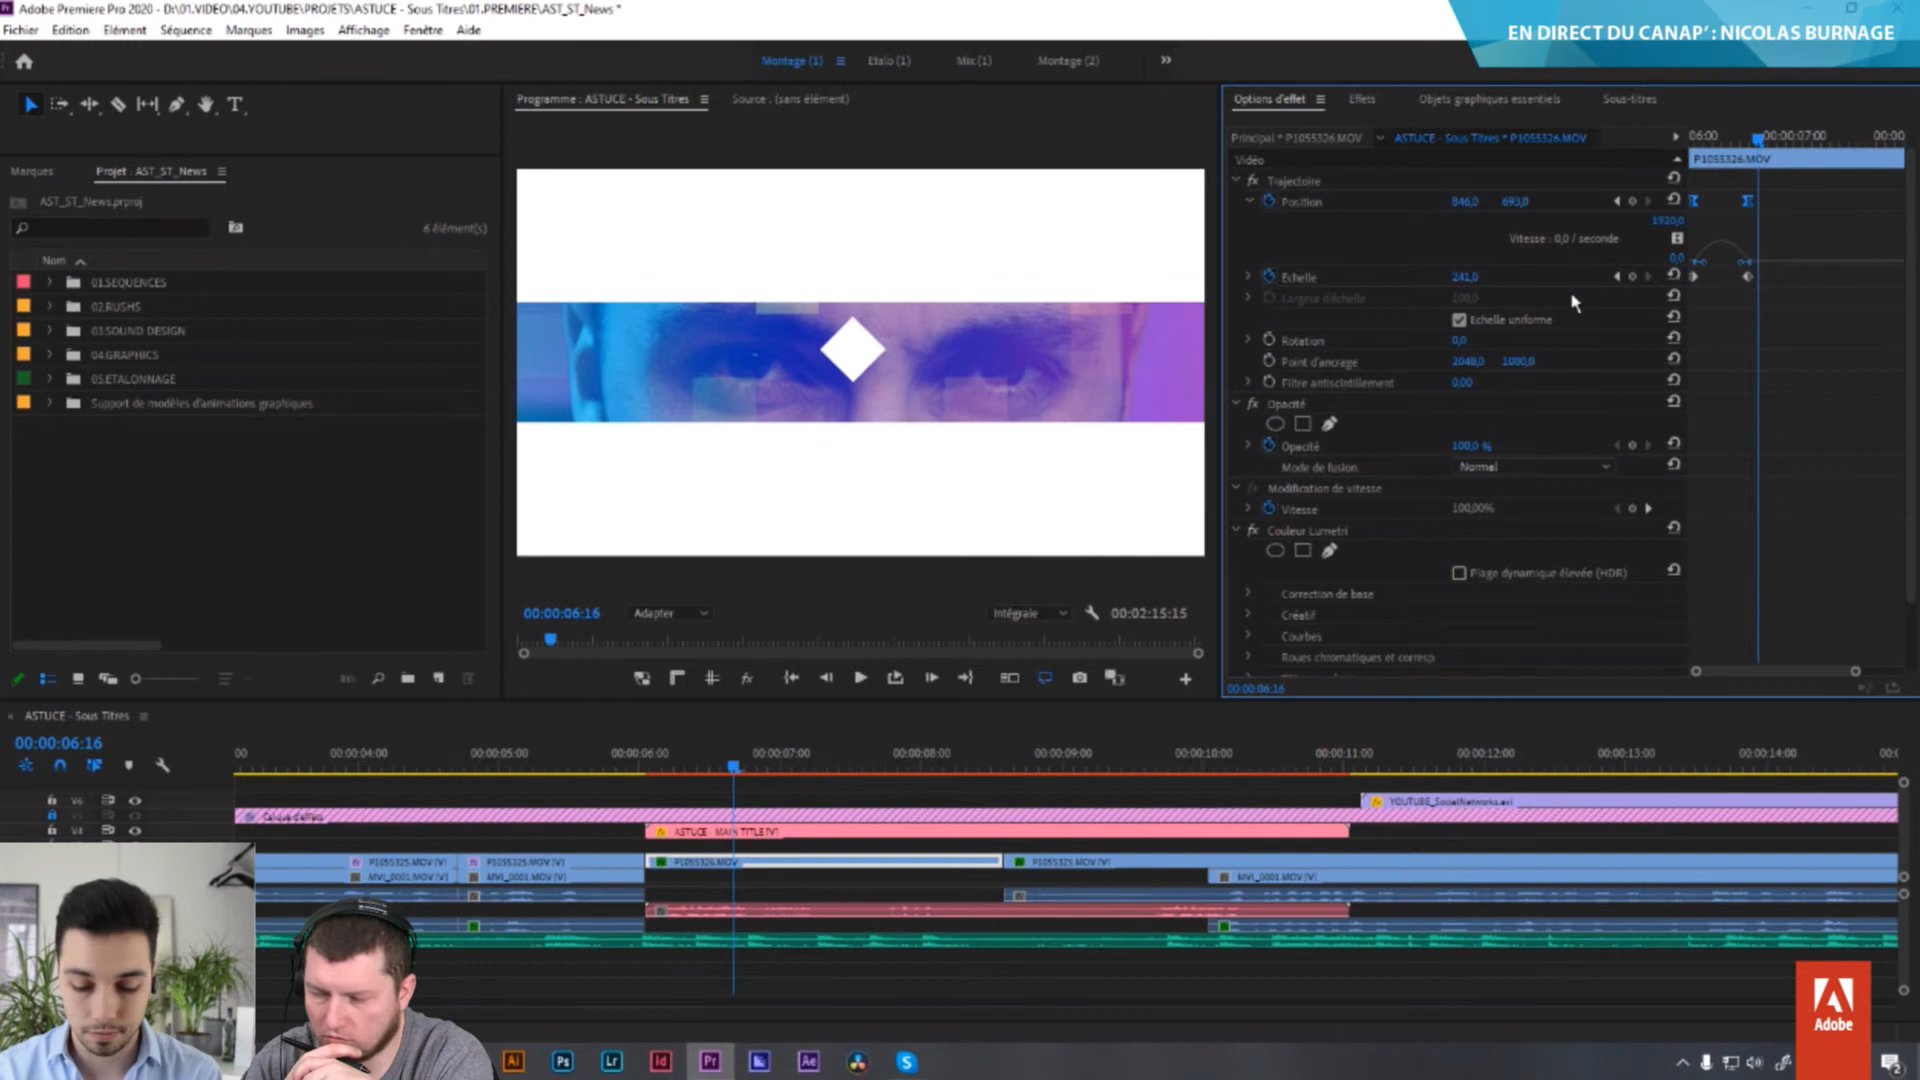 Adobe Premiere Pro 2020 - D:\01.VIDEO\04.YOUTUBE\PROJETS\ASTUCE - Sous Titres\01.PREMIERE\AST_ST_News *
EN DIRECT DU CANAP' : NICOLAS BURNAGE
Fichier Edition Elément Séquence Marques Images Affichage Fenêtre Aide
Montage (1) Etalo (1) Mix (1) Montage (2)
Programme : ASTUCE - Sous Titres
Source : (sans élément)
Options d'effet Effets Objets graphiques essentiels Sous-titres
Principal * P1055326.MOV ASTUCE - Sous Titres * P1055326.MOV
06:00 00:00:07:00 00:00
Vidéo
P1055326.MOV
Marques Projet : AST_ST_News
AST_ST_News.prproj
6 élément(s)
Nom
01.SEQUENCES
02.RUSHS
03.SOUND DESIGN
04.GRAPHICS
05.ETALONNAGE
Support de modèles d'animations graphiques
fx Trajectoire
Position 846,0 693,0
1920,0
Vitesse : 0,0 / seconde
0,0
Echelle 241,0
Largeur d'échelle 100,0
Echelle uniforme
Rotation 0,0
Point d'ancrage 2048,0 1080,0
Filtre antiscintillement 0,00
fx Opacité
Opacité 100,0 %
Mode de fusion Normal
Modification de vitesse
Vitesse 100,00%
fx Couleur Lumetri
Plage dynamique élevée (HDR)
Correction de base
Créatif
Courbes
Roues chromatiques et corresp.
00:00:06:16
00:00:06:16 Adapter Intégrale 00:02:15:15
ASTUCE - Sous Titres
00:00:06:16
00 00:00:04:00 00:00:05:00 00:00:06:00 00:00:07:00 00:00:08:00 00:00:09:00 00:00:10:00 00:00:11:00 00:00:12:00 00:00:13:00 00:00:14:00
V6
YOUTUBE_SocialNetworks.avi
Calque d'effets
V4
ASTUCE - MAIN TITLE [V]
P1055325.MOV [V] P1055325.MOV [V] P1055326.MOV P1055325.MOV [V]
MVI_0001.MOV [V] MVI_0001.MOV [V] MVI_0001.MOV [V]
Ai Ps Lr Id Pr Ae S
Adobe
2